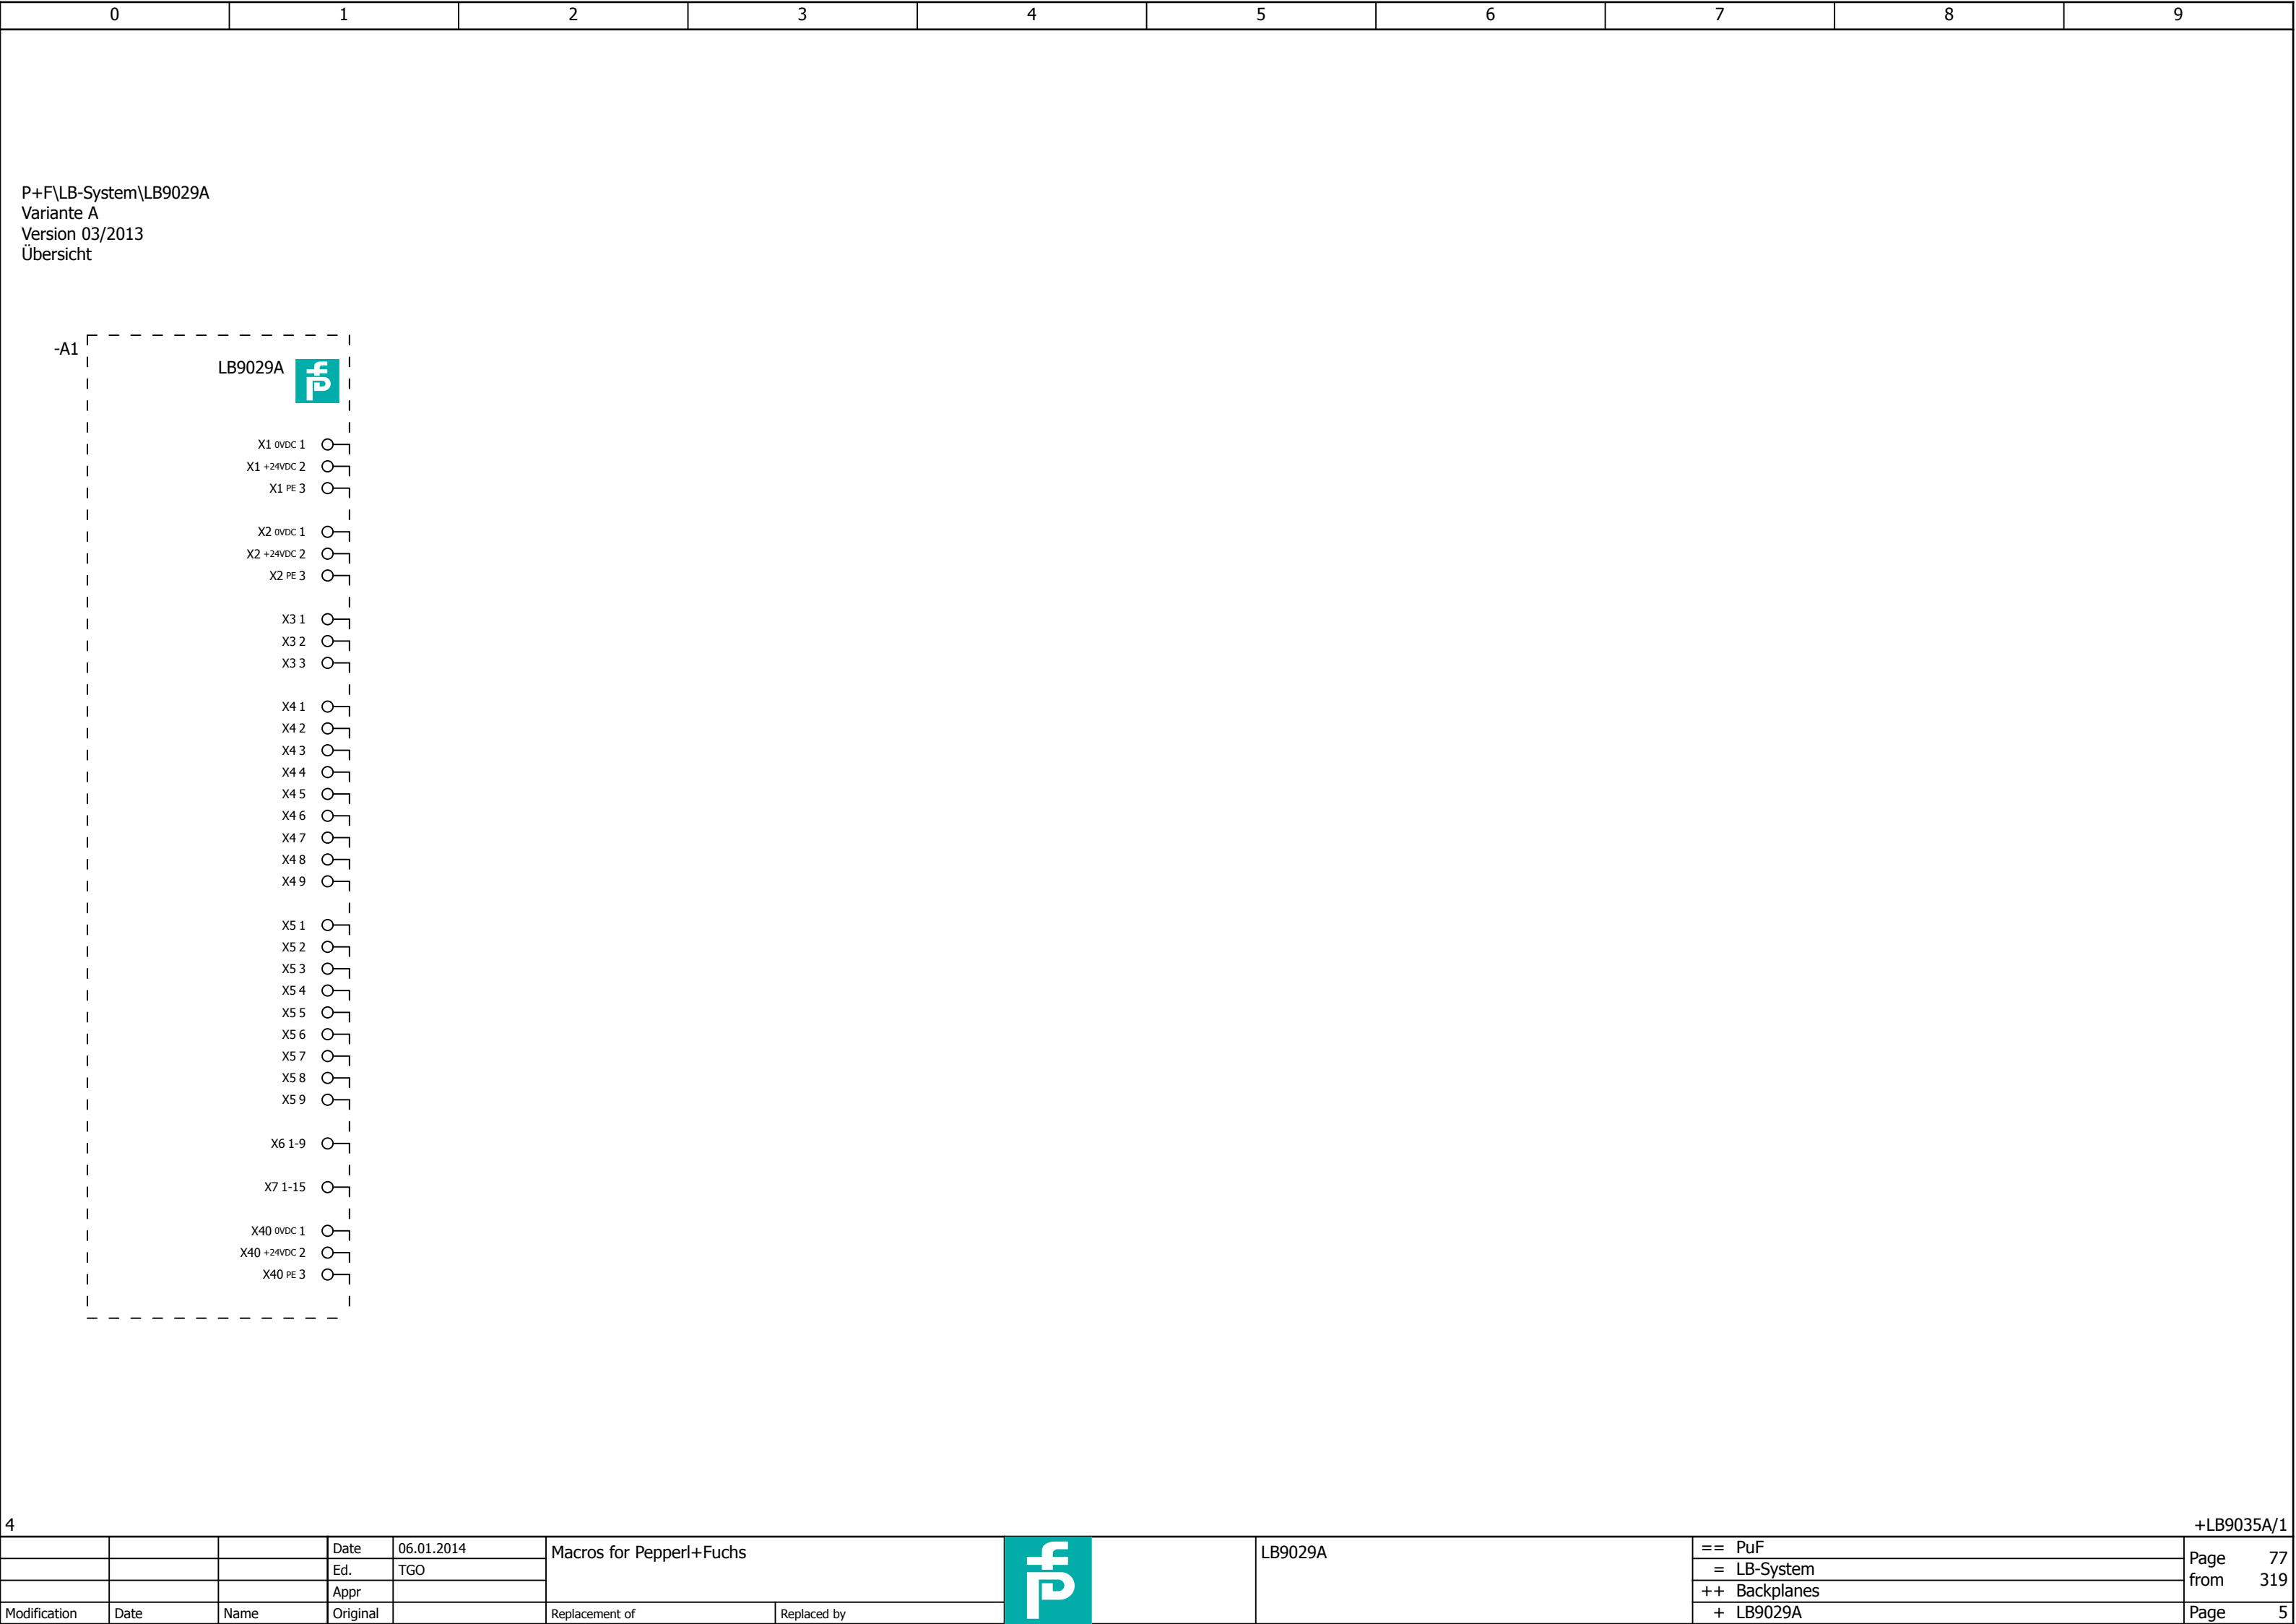 0 1 2 3 4 5 6 7 8 9
P+F\LB-System\LB9029A
Variante A
Version 03/2013
Übersicht
-A1
LB9029A
X1 0VDC 1
X1 +24VDC 2
X1 PE 3
X2 0VDC 1
X2 +24VDC 2
X2 PE 3
X3 1
X3 2
X3 3
X4 1
X4 2
X4 3
X4 4
X4 5
X4 6
X4 7
X4 8
X4 9
X5 1
X5 2
X5 3
X5 4
X5 5
X5 6
X5 7
X5 8
X5 9
X6 1-9
X7 1-15
X40 0VDC 1
X40 +24VDC 2
X40 PE 3
4 +LB9035A/1
Date 06.01.2014
Ed. TGO
Appr
Modification Date Name Original
Macros for Pepperl+Fuchs
Replacement of Replaced by
LB9029A
== PuF
= LB-System
++ Backplanes
+ LB9029A
Page 77
from 319
Page 5